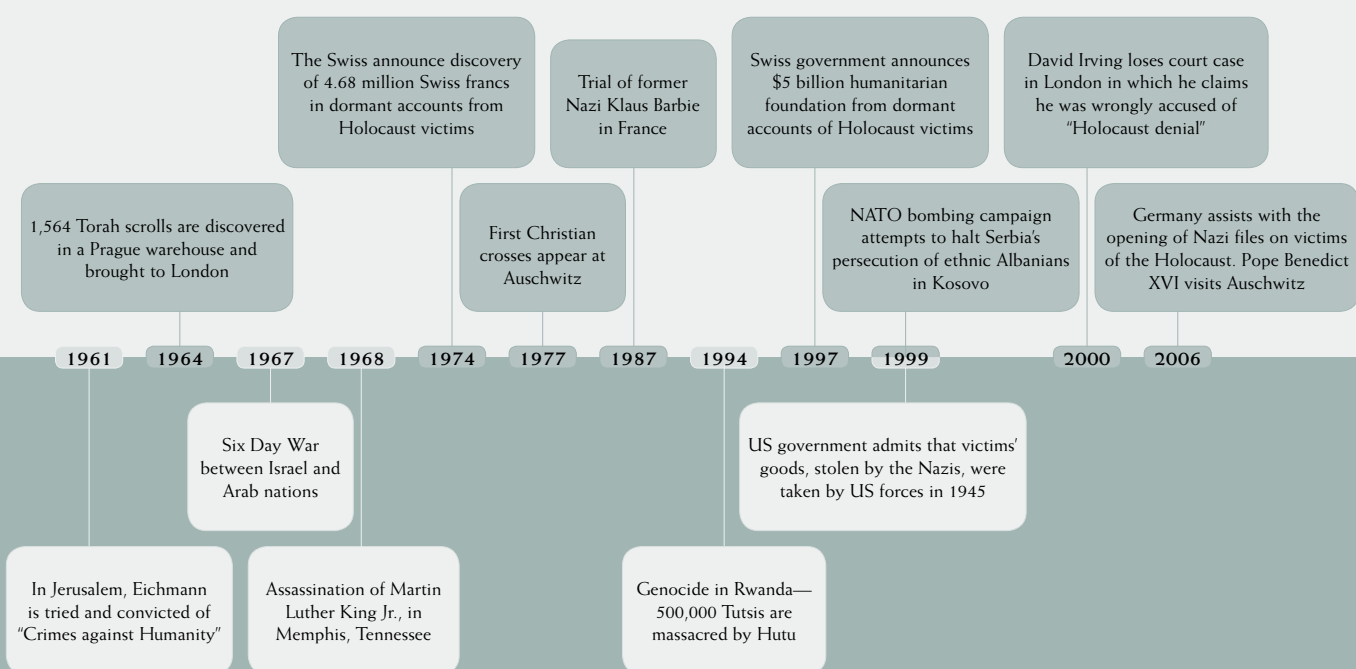 The Swiss announce discovery
of 4.68 million Swiss francs
in dormant accounts from
Holocaust victims
Trial of former
Nazi Klaus Barbie
in France
Swiss government announces
$5 billion humanitarian
foundation from dormant
accounts of Holocaust victims
David Irving loses court case
in London in which he claims
he was wrongly accused of
“Holocaust denial”
1,564 Torah scrolls are discovered
in a Prague warehouse and
brought to London
First Christian
crosses appear at
Auschwitz
NATO bombing campaign
attempts to halt Serbia’s
persecution of ethnic Albanians
in Kosovo
Germany assists with the
opening of Nazi files on victims
of the Holocaust. Pope Benedict
XVI visits Auschwitz
1961 1964 1967 1968 1974 1977 1987 1994 1997 1999 2000 2006
Six Day War
between Israel and
Arab nations
US government admits that victims’
goods, stolen by the Nazis, were
taken by US forces in 1945
In Jerusalem, Eichmann
is tried and convicted of
“Crimes against Humanity”
Assassination of Martin
Luther King Jr., in
Memphis, Tennessee
Genocide in Rwanda—
500,000 Tutsis are
massacred by Hutu